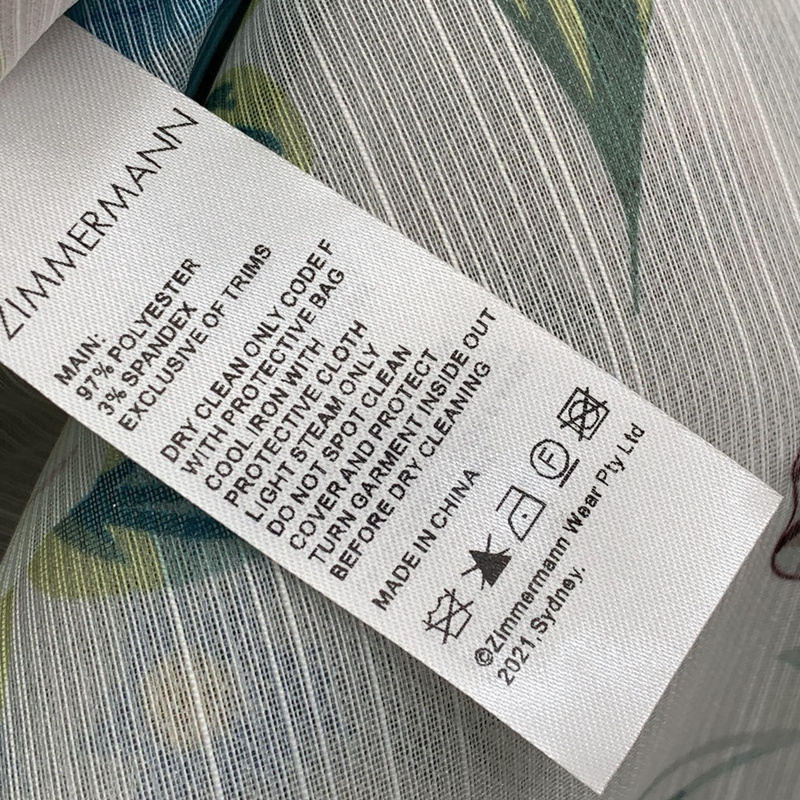 ZIMMERMANN
MAIN:
97% POLYESTER
3% SPANDEX
EXCLUSIVE OF TRIMS
DRY CLEAN ONLY CODE F
WITH PROTECTIVE BAG
COOL IRON WITH
PROTECTIVE CLOTH
LIGHT STEAM ONLY
DO NOT SPOT CLEAN
COVER AND PROTECT
TURN GARMENT INSIDE OUT
BEFORE DRY CLEANING
MADE IN CHINA
F
©Zimmermann Wear Pty Ltd
2021, Sydney.